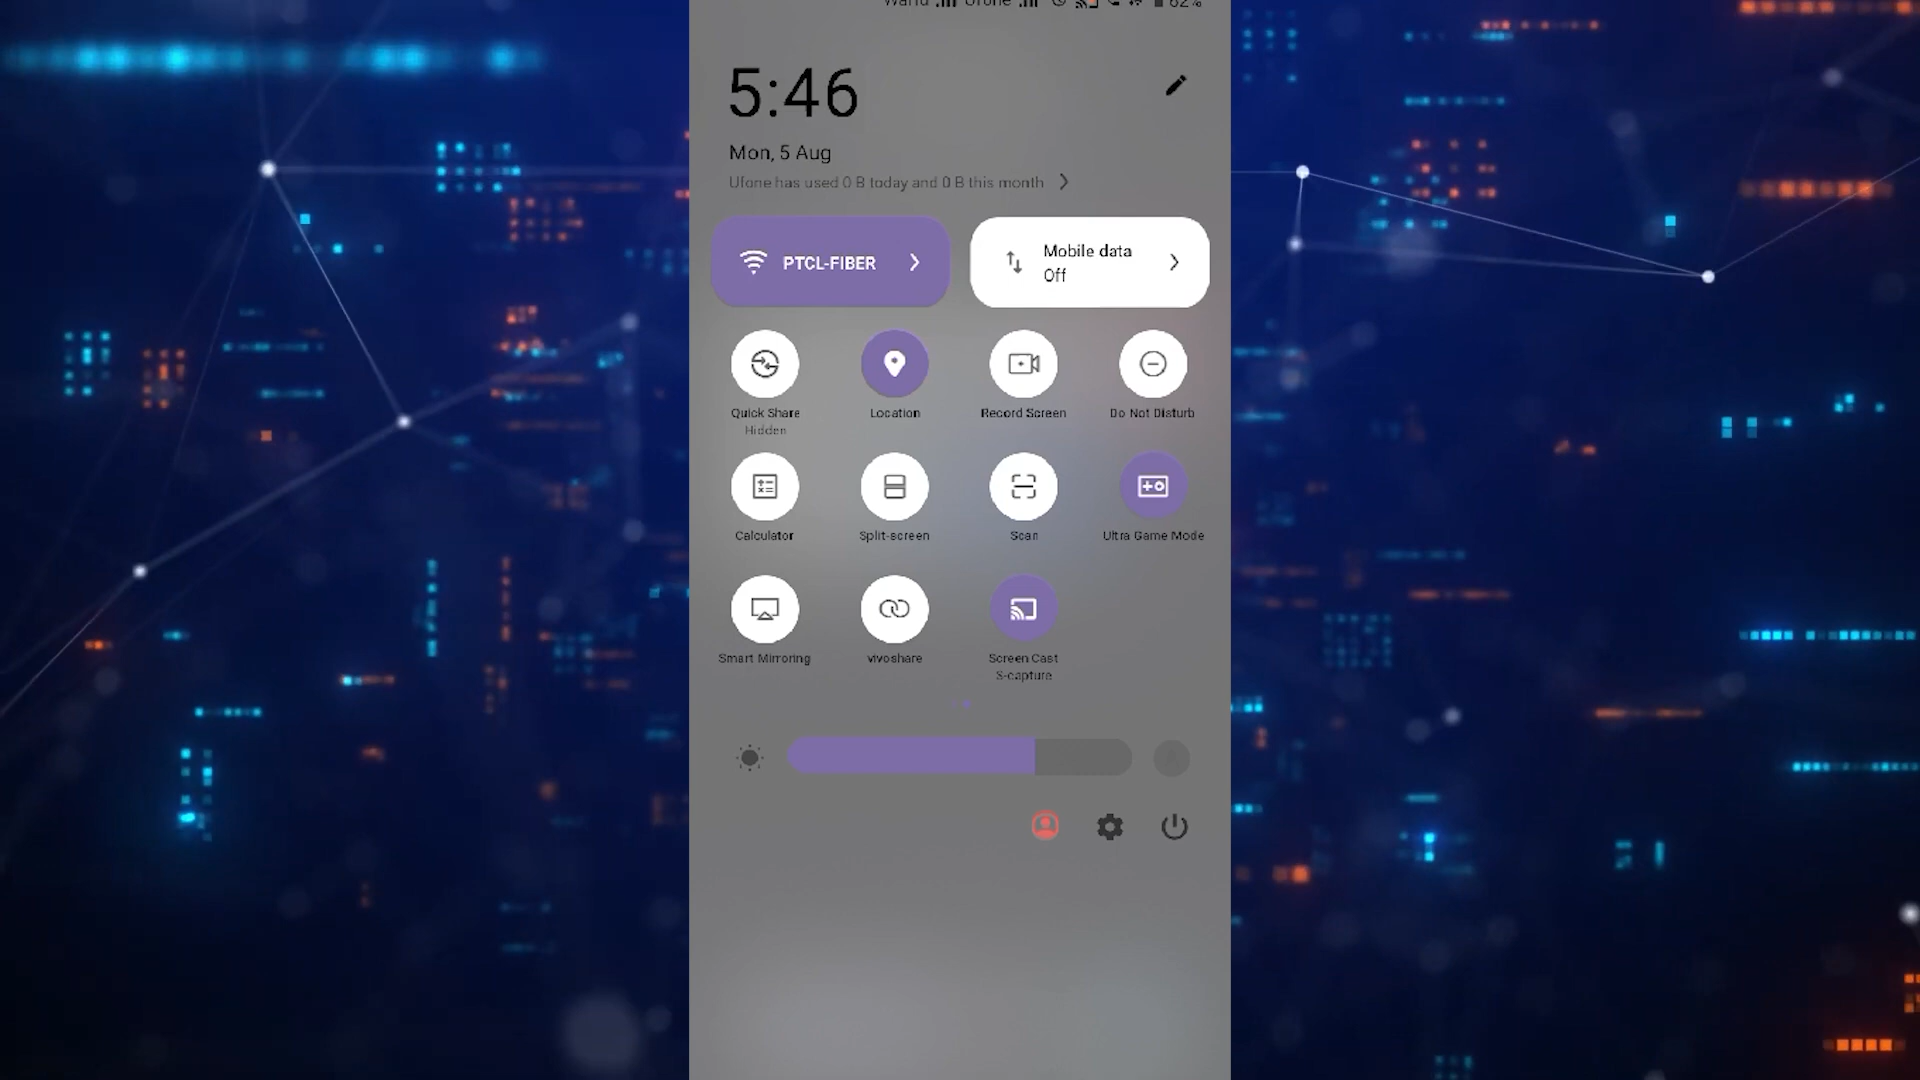 62%
5:46
Mon, 5 Aug
Ufone has used 0 B today and 0 B this month
PTCL-FIBER
Mobile data
Off
Quick Share
Hidden
Location
Record Screen
Do Not Disturb
Calculator
Split-screen
Scan
Ultra Game Mode
Smart Mirroring
vivoshare
Screen Cast
S-capture